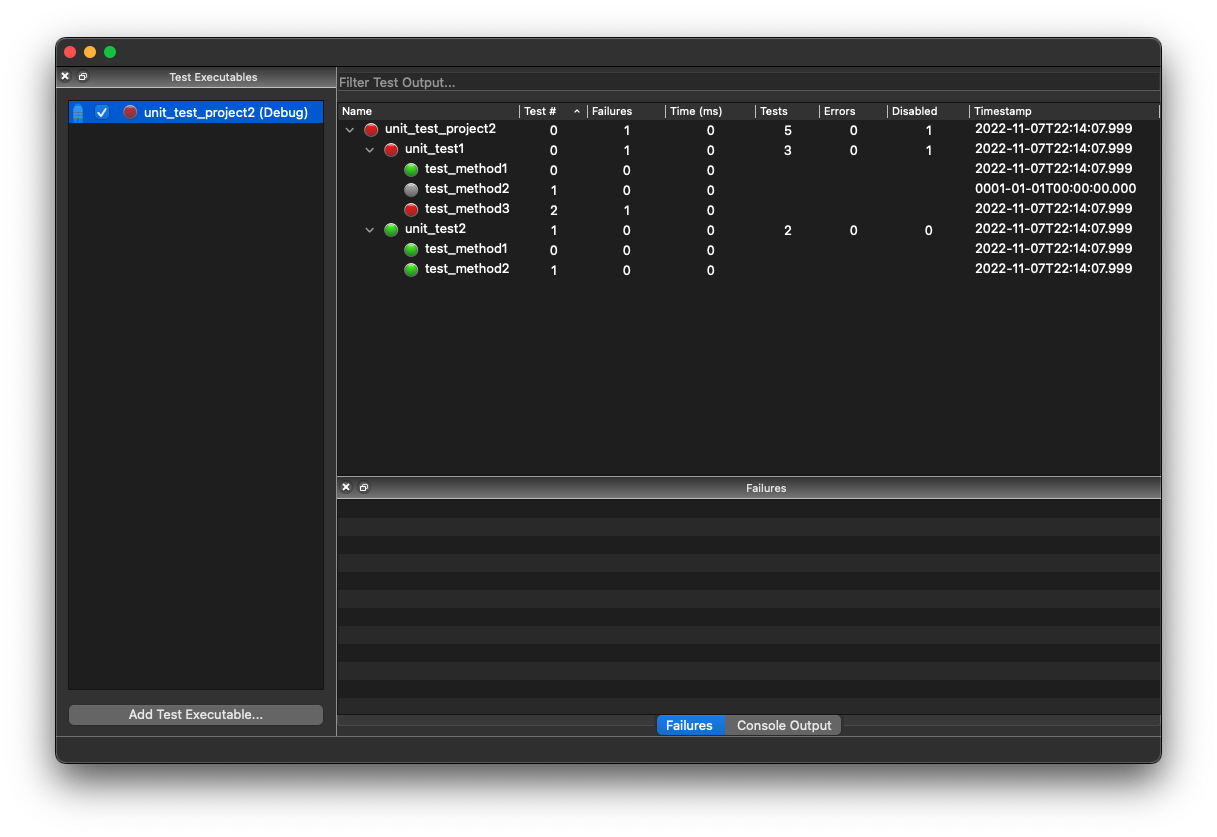 Test Executables
unit_test_project2 (Debug)
Add Test Executable...
Filter Test Output...
Name Test # Failures Time (ms) Tests Errors Disabled Timestamp
unit_test_project2 0 1 0 5 0 1 2022-11-07T22:14:07.999
unit_test1 0 1 0 3 0 1 2022-11-07T22:14:07.999
test_method1 0 0 0 2022-11-07T22:14:07.999
test_method2 1 0 0 0001-01-01T00:00:00.000
test_method3 2 1 0 2022-11-07T22:14:07.999
unit_test2 1 0 0 2 0 0 2022-11-07T22:14:07.999
test_method1 0 0 0 2022-11-07T22:14:07.999
test_method2 1 0 0 2022-11-07T22:14:07.999
Failures
Failures Console Output